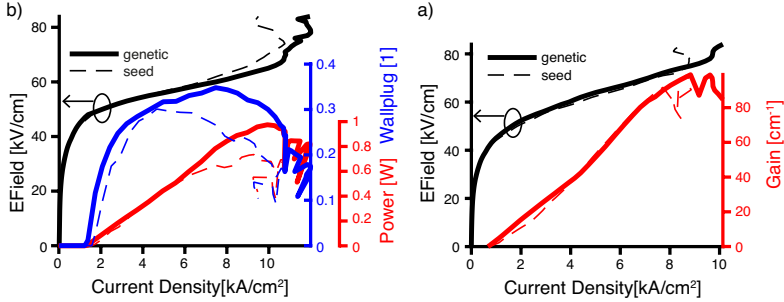 b)
80
60
40
20
0
EField [kV/cm]
genetic
seed
0
2
4
6
8
10
Current Density[kA/cm²]
0.4
0.3
0.2
0.1
0
Wallplug [1]
1
0.8
0.6
0.4
0.2
0
Power [W]
a)
80
60
40
20
0
EField [kV/cm]
genetic
seed
0
2
4
6
8
10
Current Density[kA/cm²]
80
60
40
20
0
Gain [cm⁻¹]